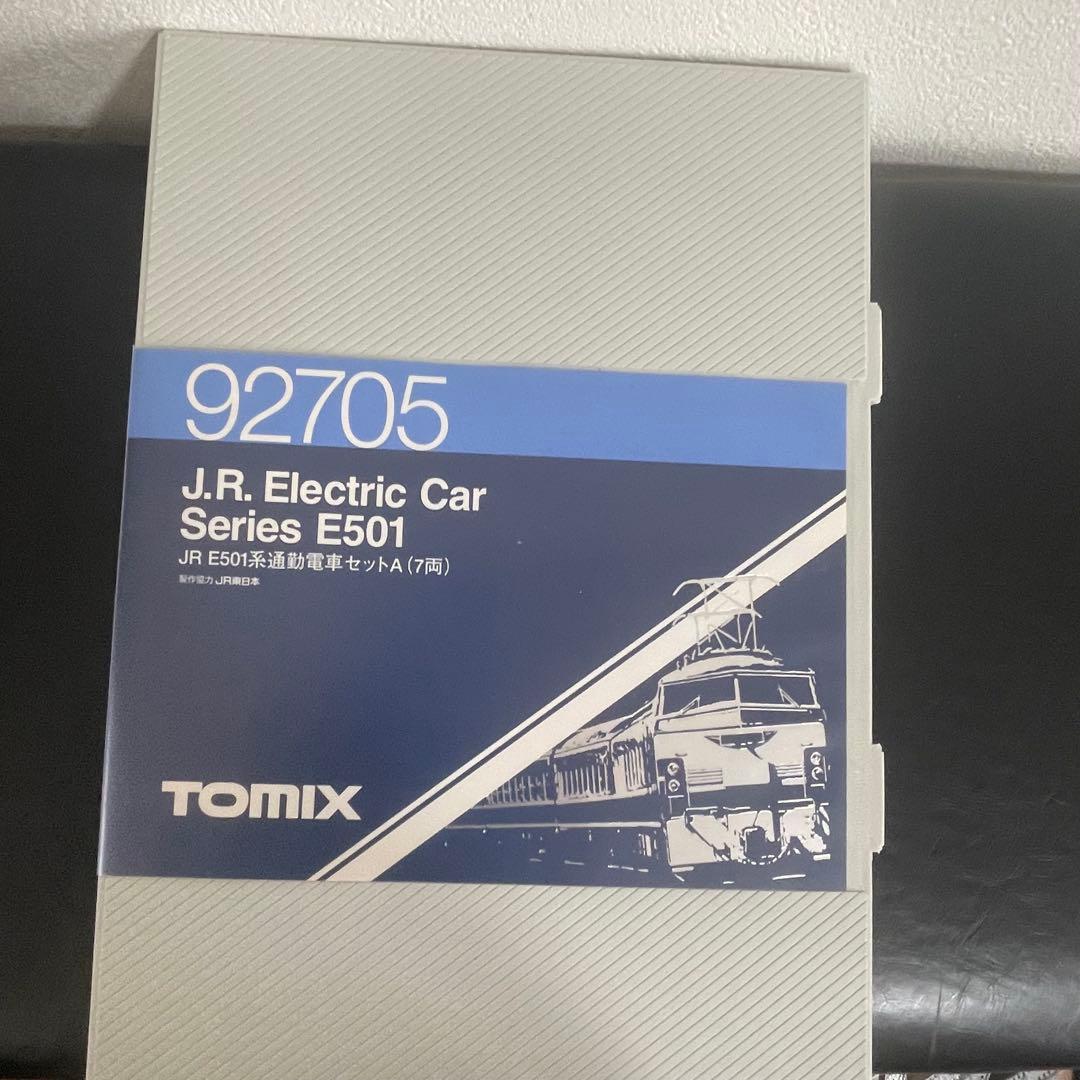 92705
J.R. Electric Car
Series E501
JR E501系通勤電車セットA(7両)
製作協力 JR東日本
TOMIX